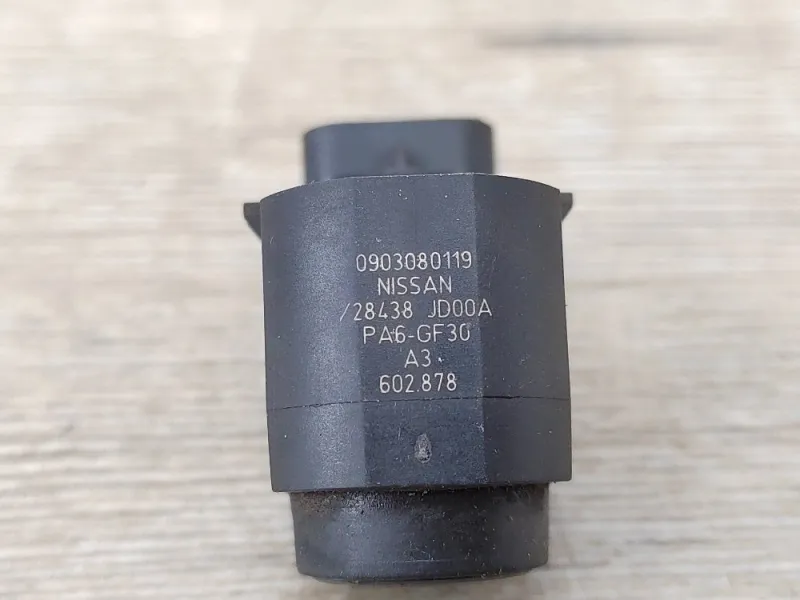 0903080119
NISSAN
/28438 JD00A
PA6-GF30
A3
602.878